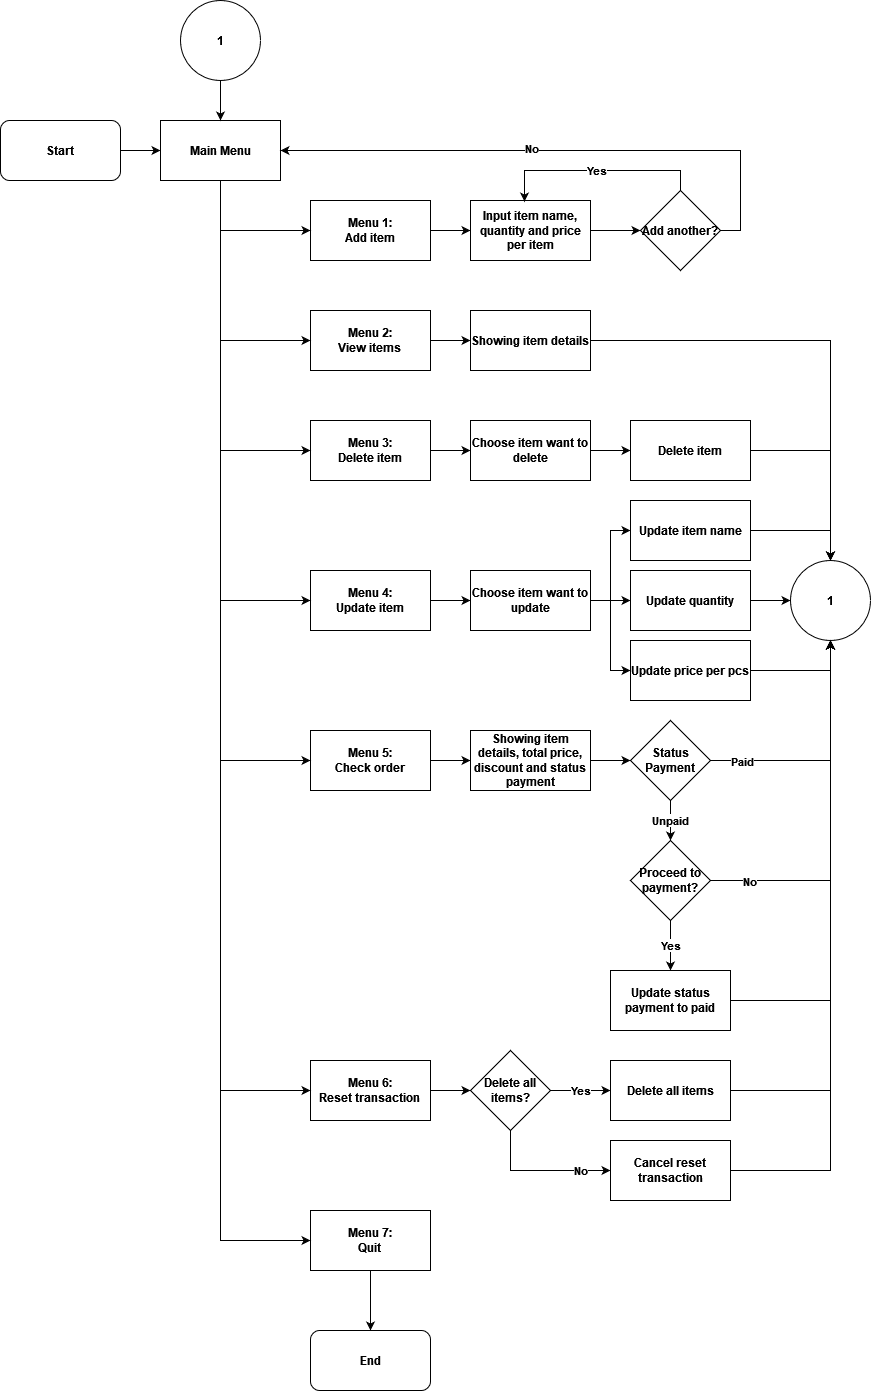 1
Start
Main Menu
No
Yes
Menu 1:
Add item
Input item name,
quantity and price
per item
Add another?
Menu 2:
View items
Showing item details
Menu 3:
Delete item
Choose item want to
delete
Delete item
Update item name
Menu 4:
Update item
Choose item want to
update
Update quantity
1
Update price per pcs
Menu 5:
Check order
Showing item
details, total price,
discount and status
payment
Status
Payment
Paid
Unpaid
Proceed to
payment?
No
Yes
Update status
payment to paid
Menu 6:
Reset transaction
Delete all
items?
Yes
Delete all items
No
Cancel reset
transaction
Menu 7:
Quit
End